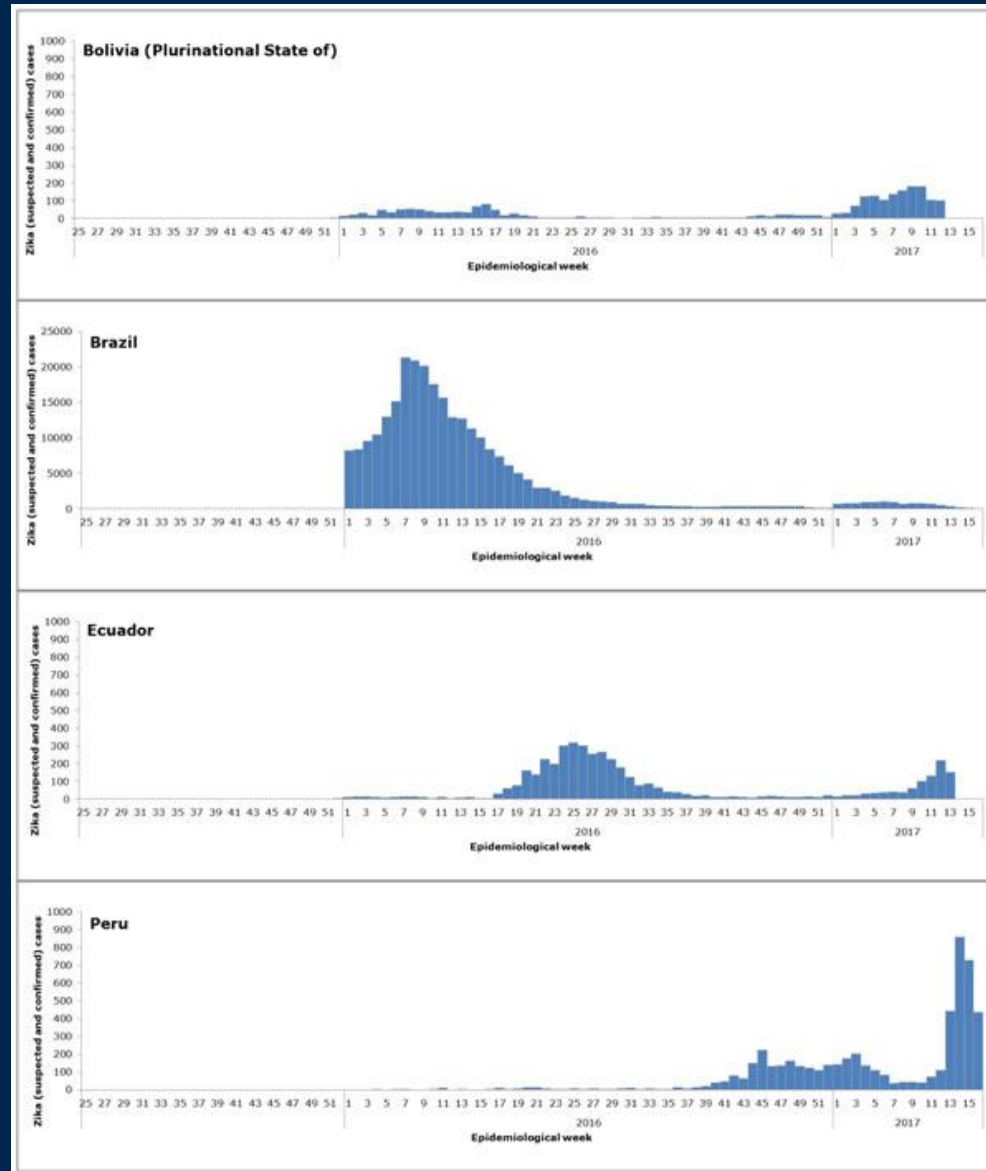 Bolivia (Plurinational State of)
Zika (suspected and confirmed) cases
1000
900
800
700
600
500
400
300
200
100
0
25 27 29 31 33 35 37 39 41 43 45 47 49 51 1 3 5 7 9 11 13 15 17 19 21 23 25 27 29 31 33 35 37 39 41 43 45 47 49 51 1 3 5 7 9 11 13 15
2016 2017
Epidemiological week
Brazil
Zika (suspected and confirmed) cases
25000
20000
15000
10000
5000
0
25 27 29 31 33 35 37 39 41 43 45 47 49 51 1 3 5 7 9 11 13 15 17 19 21 23 25 27 29 31 33 35 37 39 41 43 45 47 49 51 1 3 5 7 9 11 13 15
2016 2017
Epidemiological week
Ecuador
Zika (suspected and confirmed) cases
1000
900
800
700
600
500
400
300
200
100
0
25 27 29 31 33 35 37 39 41 43 45 47 49 51 1 3 5 7 9 11 13 15 17 19 21 23 25 27 29 31 33 35 37 39 41 43 45 47 49 51 1 3 5 7 9 11 13 15
2016 2017
Epidemiological week
Peru
Zika (suspected and confirmed) cases
1000
900
800
700
600
500
400
300
200
100
0
25 27 29 31 33 35 37 39 41 43 45 47 49 51 1 3 5 7 9 11 13 15 17 19 21 23 25 27 29 31 33 35 37 39 41 43 45 47 49 51 1 3 5 7 9 11 13 15
2016 2017
Epidemiological week